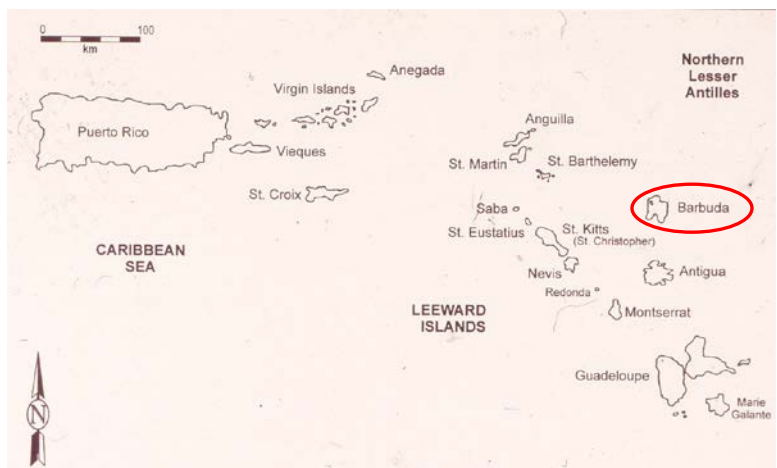 0 100
km
Northern
Lesser
Antilles
Anegada
Virgin Islands
Puerto Rico
Vieques
St. Croix
Anguilla
St. Martin
St. Barthelemy
Saba
St. Eustatius
St. Kitts
(St. Christopher)
Barbuda
CARIBBEAN
SEA
Nevis
Antigua
Redonda
LEEWARD
ISLANDS
Montserrat
Guadeloupe
Marie
Galante
N